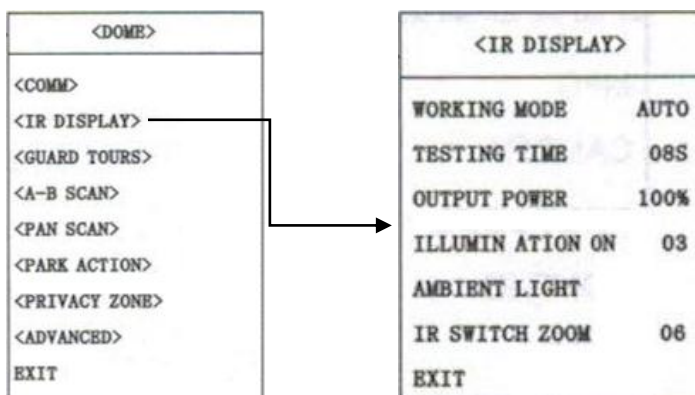 <DOME>
<COMM>
<IR DISPLAY>
<GUARD TOURS>
<A-B SCAN>
<PAN SCAN>
<PARK ACTION>
<PRIVACY ZONE>
<ADVANCED>
EXIT
<IR DISPLAY>
WORKING MODE AUTO
TESTING TIME 08S
OUTPUT POWER 100%
ILLUMIN ATION ON 03
AMBIENT LIGHT
IR SWITCH ZOOM 06
EXIT